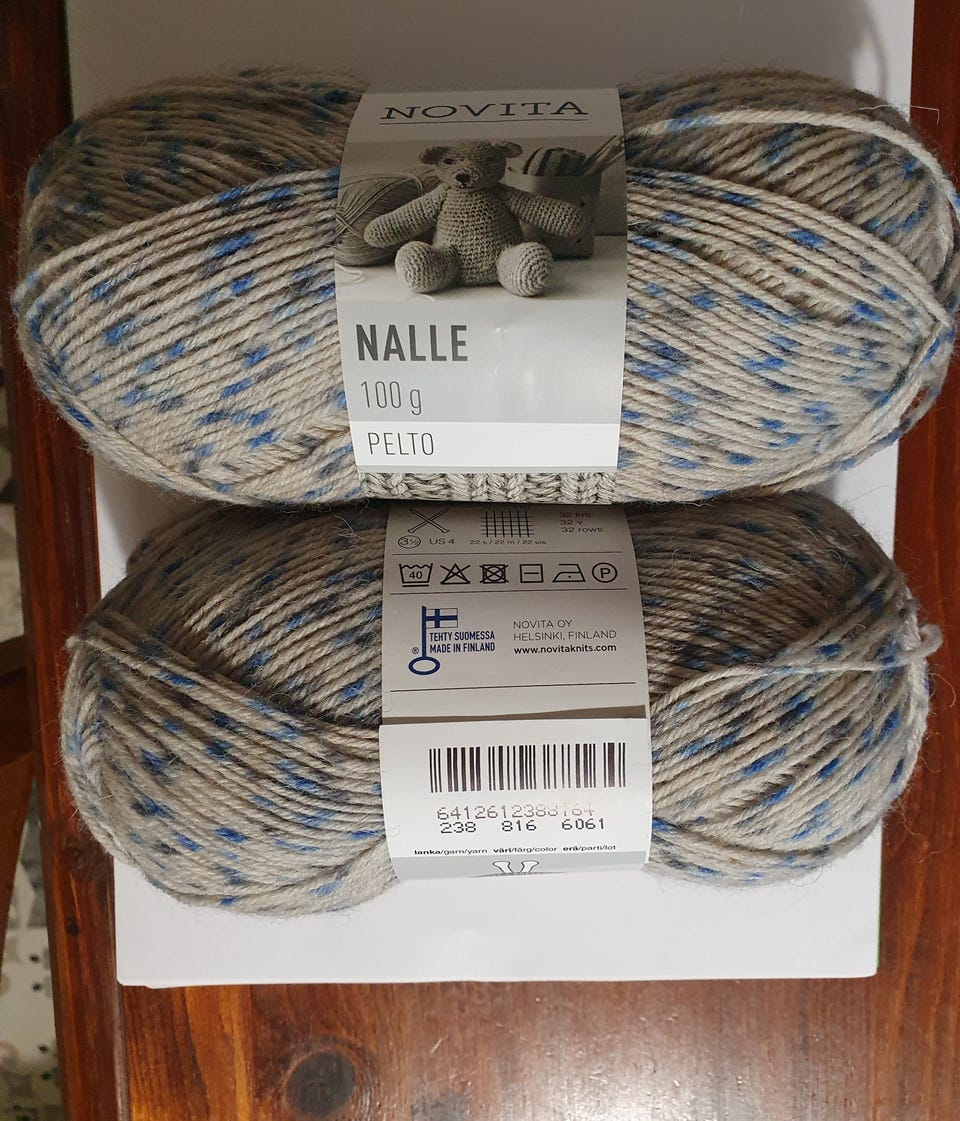 NOVITA
NALLE
100 g
PELTO
32 krs
32 v
32 rows
3½ US 4
22 s / 22 m / 22 sts
40
P
® TEHTY SUOMESSA
MADE IN FINLAND
NOVITA OY
HELSINKI, FINLAND
www.novitaknits.com
6412612388164
238 816 6061
lanka/garn/yarn väri/färg/color erä/parti/lot